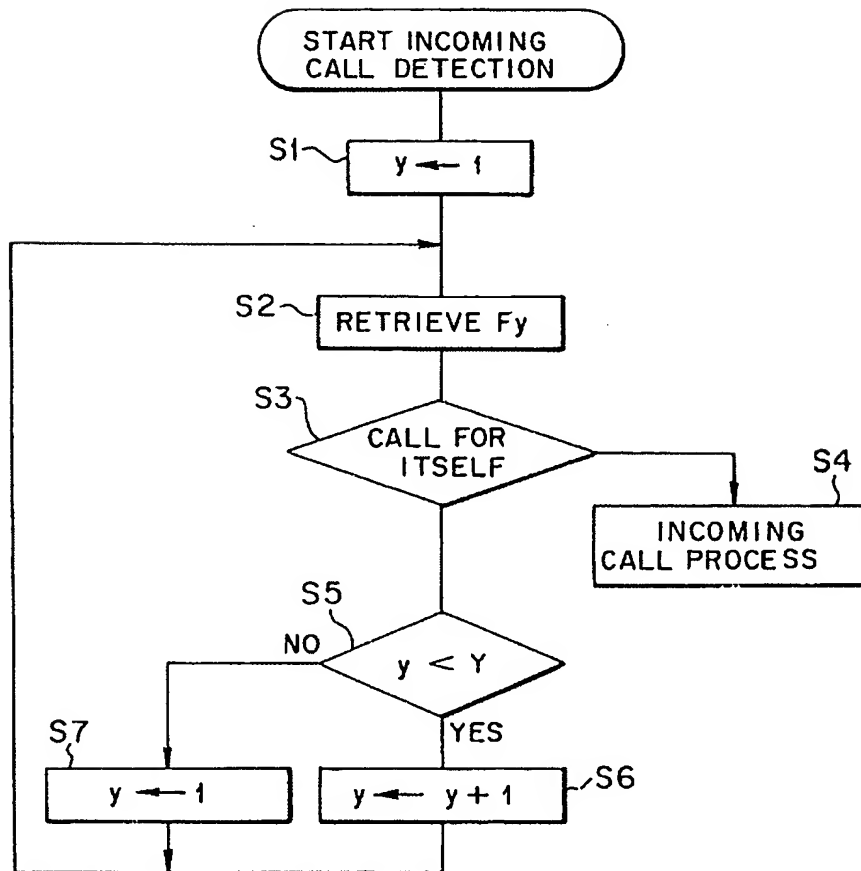 START INCOMING
CALL DETECTION
S1
y ← 1
S2
RETRIEVE Fy
S3
CALL FOR
ITSELF
S4
INCOMING
CALL PROCESS
S5
NO
y < Y
YES
S7
y ← 1
y ← y + 1
S6